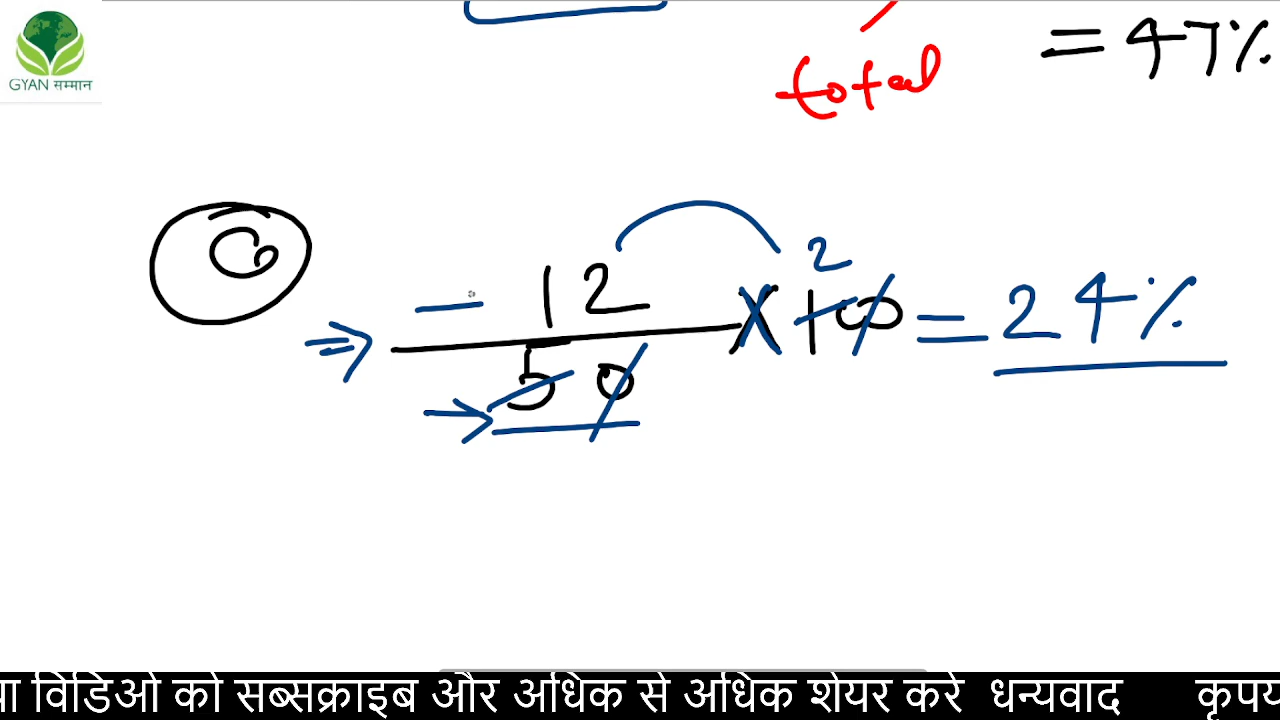 GYAN सम्मान
= 47%
total
12
50
× 100 = 24%
2
या विडिओ को सब्सक्राइब और अधिक से अधिक शेयर करे धन्यवाद कृपय